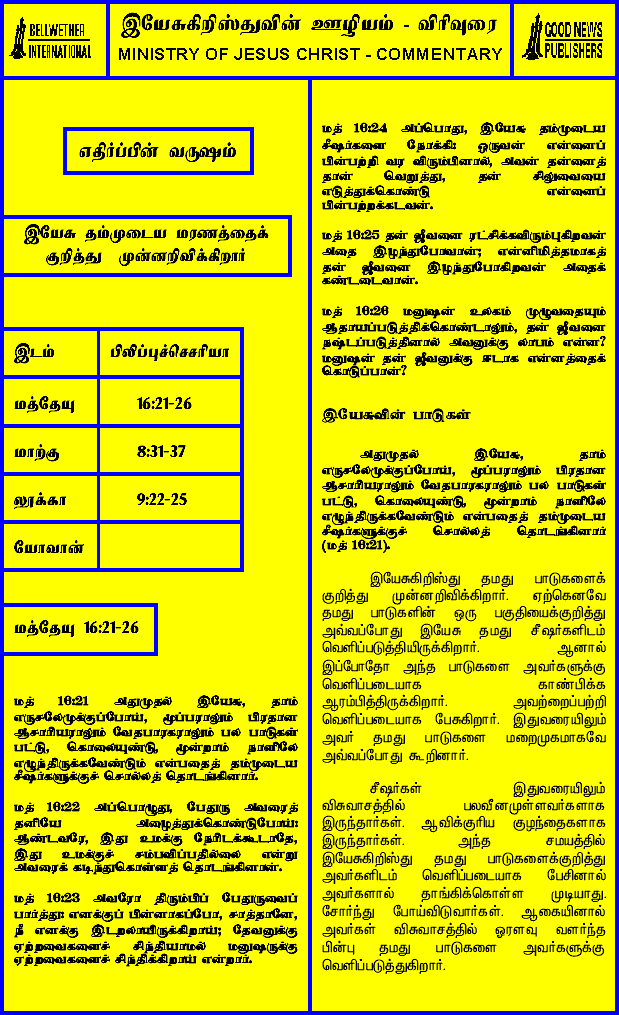 BELLWETHER
INTERNATIONAL
இயேசுகிறிஸ்துவின் ஊழியம் - விரிவுரை
MINISTRY OF JESUS CHRIST - COMMENTARY
GOOD NEWS
PUBLISHERS
எதிர்ப்பின் வருஷம்
இயேசு தம்முடைய மரணத்தைக்
குறித்து முன்னறிவிக்கிறார்
இடம் பிலிப்புச்செசரியா
மத்தேயு 16:21-26
மாற்கு 8:31-37
லூக்கா 9:22-25
யோவான்
மத்தேயு 16:21-26
மத் 16:21 அதுமுதல் இயேசு, தாம்
எருசலேமுக்குப்போய், மூப்பராலும் பிரதான
ஆசாரியராலும் வேதபாரகராலும் பல பாடுகள்
பட்டு, கொலையுண்டு, மூன்றாம் நாளிலே
எழுந்திருக்கவேண்டும் என்பதைத் தம்முடைய
சீஷர்களுக்குச் சொல்லத் தொடங்கினார்.
மத் 16:22 அப்பொழுது, பேதுரு அவரைத்
தனியே அழைத்துக்கொண்டுபோய்:
ஆண்டவரே, இது உமக்கு நேரிடக்கூடாதே,
இது உமக்குச் சம்பவிப்பதில்லை என்று
அவரைக் கடிந்துகொள்ளத் தொடங்கினான்.
மத் 16:23 அவரோ திரும்பிப் பேதுருவைப்
பார்த்து: எனக்குப் பின்னாகப்போ, சாத்தானே,
நீ எனக்கு இடறலாயிருக்கிறாய்; தேவனுக்கு
ஏற்றவைகளைச் சிந்தியாமல் மனுஷருக்கு
ஏற்றவைகளைச் சிந்திக்கிறாய் என்றார்.
மத் 16:24 அப்பொது, இயேசு தம்முடைய
சீஷர்களை நோக்கி: ஒருவன் என்னைப்
பின்பற்றி வர விரும்பினால், அவன் தன்னைத்
தான் வெறுத்து, தன் சிலுவையை
எடுத்துக்கொண்டு என்னைப்
பின்பற்றக்கடவன்.
மத் 16:25 தன் ஜீவனை ரட்சிக்கவிரும்புகிறவன்
அதை இழந்துபோவான்; என்னிமித்தமாகத்
தன் ஜீவனை இழந்துபோகிறவன் அதைக்
கண்டடைவான்.
மத் 16:26 மனுஷன் உலகம் முழுவதையும்
ஆதாயப்படுத்திக்கொண்டாலும், தன் ஜீவனை
நஷ்டப்படுத்தினால் அவனுக்கு லாபம் என்ன?
மனுஷன் தன் ஜீவனுக்கு ஈடாக என்னத்தைக்
கொடுப்பான்?
இயேசுவின் பாடுகள்
அதுமுதல் இயேசு, தாம்
எருசலேமுக்குப்போய், மூப்பராலும் பிரதான
ஆசாரியராலும் வேதபாரகராலும் பல பாடுகள்
பட்டு, கொலையுண்டு, மூன்றாம் நாளிலே
எழுந்திருக்கவேண்டும் என்பதைத் தம்முடைய
சீஷர்களுக்குச் சொல்லத் தொடங்கினார்
(மத் 16:21).
இயேசுகிறிஸ்து தமது பாடுகளைக்
குறித்து முன்னறிவிக்கிறார். ஏற்கெனவே
தமது பாடுகளின் ஒரு பகுதியைக்குறித்து
அவ்வப்போது இயேசு தமது சீஷர்களிடம்
வெளிப்படுத்தியிருக்கிறார். ஆனால்
இப்போதோ அந்த பாடுகளை அவர்களுக்கு
வெளிப்படையாக காண்பிக்க
ஆரம்பித்திருக்கிறார். அவற்றைப்பற்றி
வெளிப்படையாக பேசுகிறார். இதுவரையிலும்
அவர் தமது பாடுகளை மறைமுகமாகவே
அவ்வப்போது கூறினார்.
சீஷர்கள் இதுவரையிலும்
விசுவாசத்தில் பலவீனமுள்ளவர்களாக
இருந்தார்கள். ஆவிக்குரிய குழந்தைகளாக
இருந்தார்கள். அந்த சமயத்தில்
இயேசுகிறிஸ்து தமது பாடுகளைக்குறித்து
அவர்களிடம் வெளிப்படையாக பேசினால்
அவர்களால் தாங்கிக்கொள்ள முடியாது.
சோர்ந்து போய்விடுவார்கள். ஆகையினால்
அவர்கள் விசுவாசத்தில் ஓரளவு வளர்ந்த
பின்பு தமது பாடுகளை அவர்களுக்கு
வெளிப்படுத்துகிறார்.